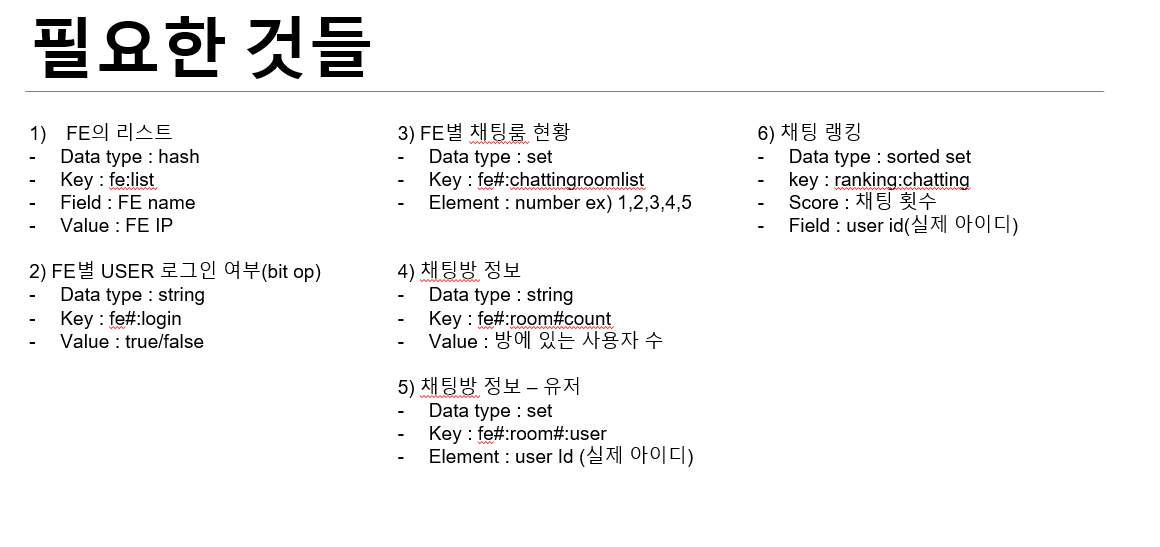 필요한 것들
1) FE의 리스트
- Data type : hash
- Key : fe:list
- Field : FE name
- Value : FE IP
2) FE별 USER 로그인 여부(bit op)
- Data type : string
- Key : fe#:login
- Value : true/false
3) FE별 채팅룸 현황
- Data type : set
- Key : fe#:chattingroomlist
- Element : number ex) 1,2,3,4,5
4) 채팅방 정보
- Data type : string
- Key : fe#:room#count
- Value : 방에 있는 사용자 수
5) 채팅방 정보 – 유저
- Data type : set
- Key : fe#:room#:user
- Element : user Id (실제 아이디)
6) 채팅 랭킹
- Data type : sorted set
- key : ranking:chatting
- Score : 채팅 횟수
- Field : user id(실제 아이디)